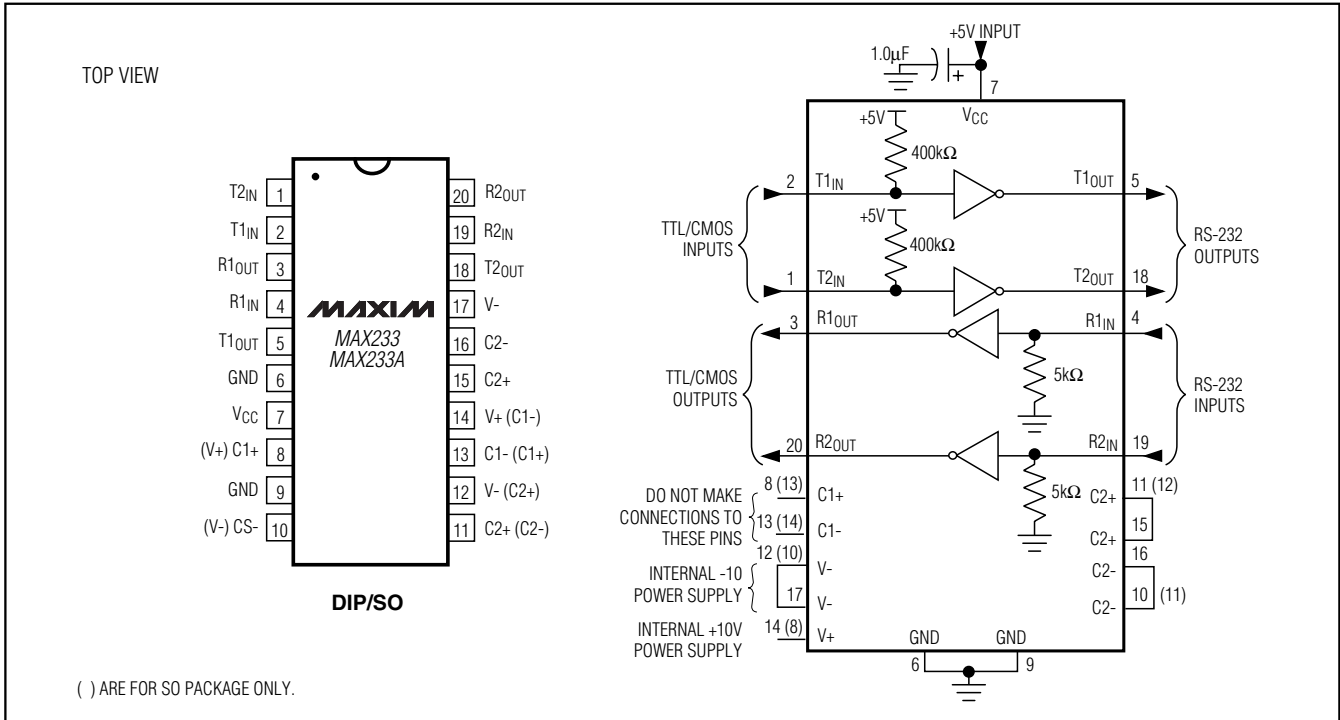 TOP VIEW
T2IN 1
T1IN 2
R1OUT 3
R1IN 4
T1OUT 5
GND 6
VCC 7
(V+) C1+ 8
GND 9
(V-) CS- 10
MAXIM
MAX233
MAX233A
20 R2OUT
19 R2IN
18 T2OUT
17 V-
16 C2-
15 C2+
14 V+ (C1-)
13 C1- (C1+)
12 V- (C2+)
11 C2+ (C2-)
DIP/SO
( ) ARE FOR SO PACKAGE ONLY.
+5V INPUT
1.0μF
+
7
VCC
+5V
400kΩ
2 T1IN
T1OUT 5
+5V
400kΩ
TTL/CMOS
INPUTS
RS-232
OUTPUTS
1 T2IN
T2OUT 18
3 R1OUT
R1IN 4
5kΩ
TTL/CMOS
OUTPUTS
RS-232
INPUTS
20 R2OUT
R2IN 19
5kΩ
DO NOT MAKE
CONNECTIONS TO
THESE PINS
8 (13) C1+
13 (14) C1-
INTERNAL -10
POWER SUPPLY
12 (10) V-
17 V-
INTERNAL +10V
POWER SUPPLY
14 (8) V+
C2+ 11 (12)
C2+ 15
C2- 16
C2- 10 (11)
GND GND
6 9